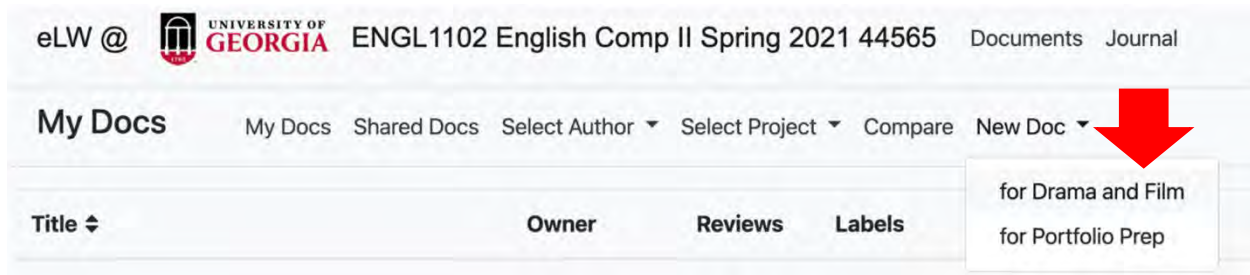 eLW @ UNIVERSITY OF GEORGIA 1785 ENGL1102 English Comp II Spring 2021 44565 Documents Journal
My Docs My Docs Shared Docs Select Author Select Project Compare New Doc
for Drama and Film
Title Owner Reviews Labels
for Portfolio Prep